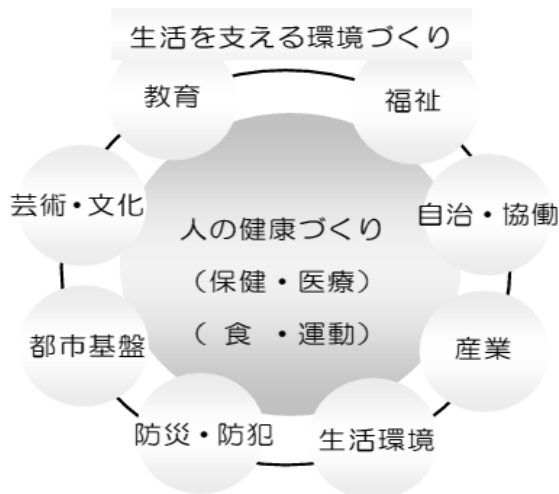 生活を支える環境づくり
教育
福祉
芸術・文化
自治・協働
人の健康づくり
（保健・医療）
（ 食 ・運動）
都市基盤
産業
防災・防犯
生活環境